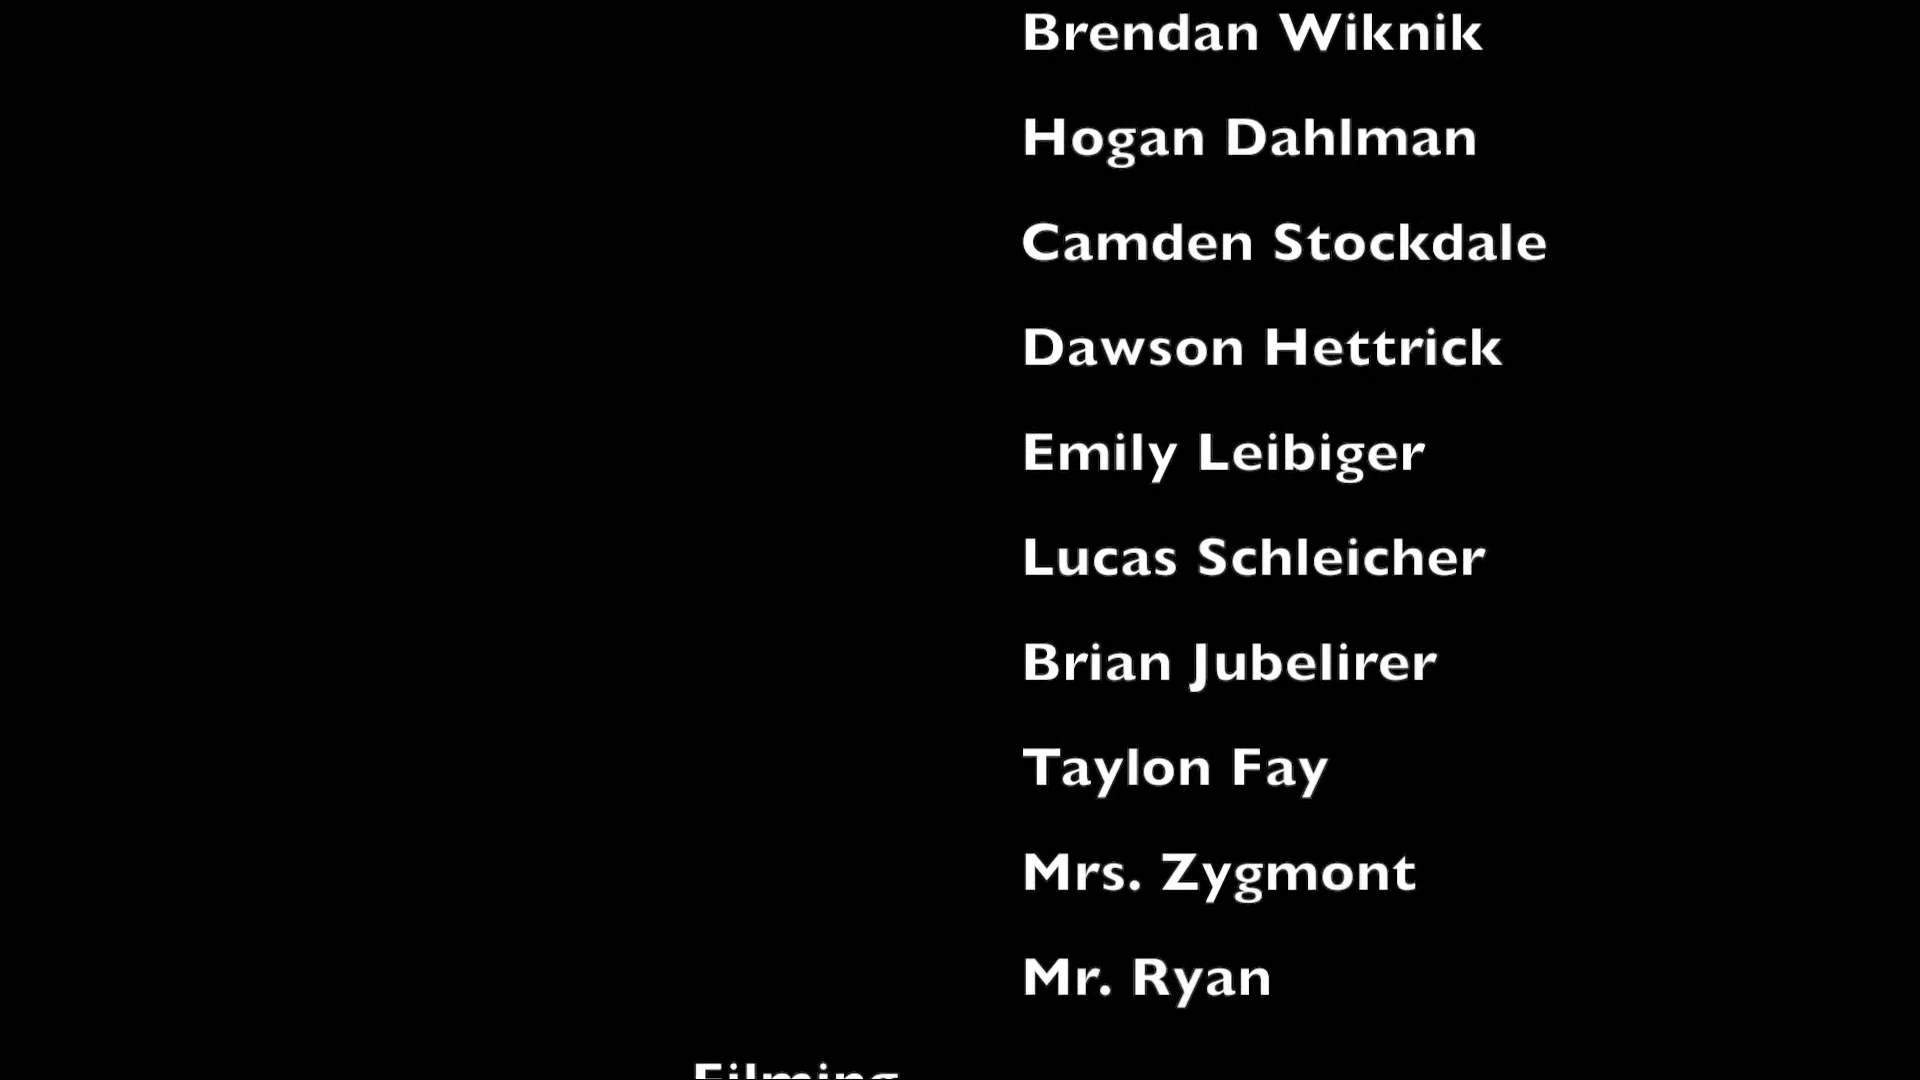 Brendan Wiknik
Hogan Dahlman
Camden Stockdale
Dawson Hettrick
Emily Leibiger
Lucas Schleicher
Brian Jubelirer
Taylon Fay
Mrs. Zygmont
Mr. Ryan
Filming